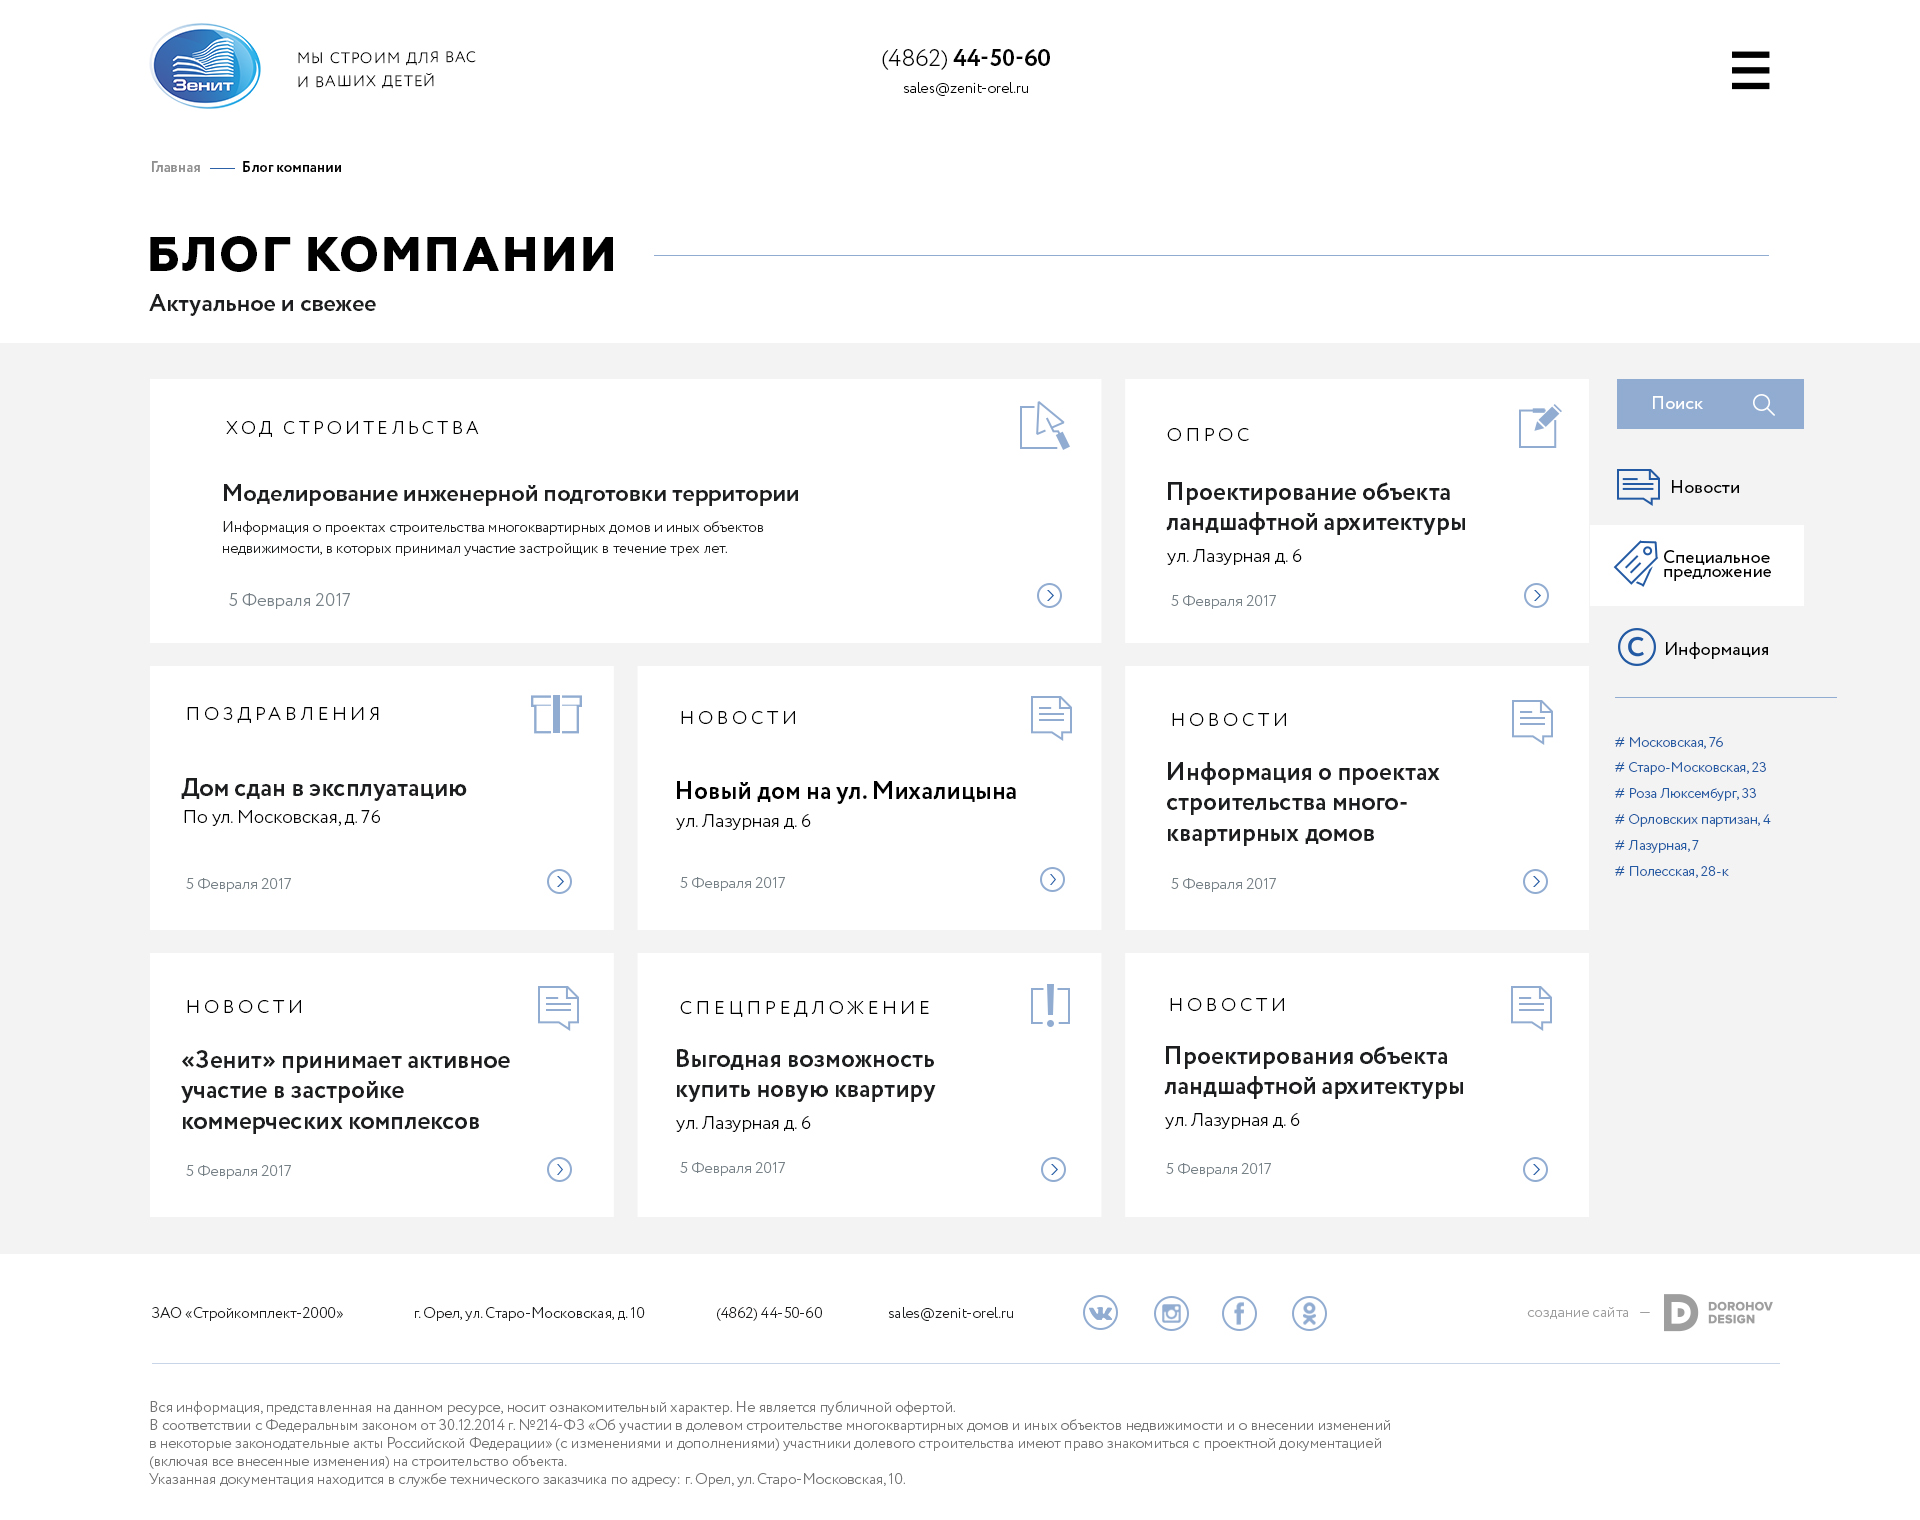 Зенит
МЫ СТРОИМ ДЛЯ ВАС
И ВАШИХ ДЕТЕЙ
(4862) 44-50-60
sales@zenit-orel.ru
Главная — Блог компании
БЛОГ КОМПАНИИ
Актуальное и свежее
ХОД СТРОИТЕЛЬСТВА
Моделирование инженерной подготовки территории
Информация о проектах строительства многоквартирных домов и иных объектов
недвижимости, в которых принимал участие застройщик в течение трех лет.
5 Февраля 2017
ОПРОС
Проектирование объекта
ландшафтной архитектуры
ул. Лазурная д. 6
5 Февраля 2017
Поиск
Новости
Специальное
предложение
Информация
# Московская, 76
# Старо-Московская, 23
# Роза Люксембург, 33
# Орловских партизан, 4
# Лазурная, 7
# Полесская, 28-к
ПОЗДРАВЛЕНИЯ
Дом сдан в эксплуатацию
По ул. Московская, д. 76
5 Февраля 2017
НОВОСТИ
Новый дом на ул. Михалицына
ул. Лазурная д. 6
5 Февраля 2017
НОВОСТИ
Информация о проектах
строительства много-
квартирных домов
5 Февраля 2017
НОВОСТИ
«Зенит» принимает активное
участие в застройке
коммерческих комплексов
5 Февраля 2017
СПЕЦПРЕДЛОЖЕНИЕ
Выгодная возможность
купить новую квартиру
ул. Лазурная д. 6
5 Февраля 2017
НОВОСТИ
Проектирования объекта
ландшафтной архитектуры
ул. Лазурная д. 6
5 Февраля 2017
ЗАО «Стройкомплект-2000»
г. Орел, ул. Старо-Московская, д. 10
(4862) 44-50-60
sales@zenit-orel.ru
создание сайта —
DOROHOV
DESIGN
Вся информация, представленная на данном ресурсе, носит ознакомительный характер. Не является публичной офертой.
В соответствии с Федеральным законом от 30.12.2014 г. №214-ФЗ «Об участии в долевом строительстве многоквартирных домов и иных объектов недвижимости и о внесении изменений
в некоторые законодательные акты Российской Федерации» (с изменениями и дополнениями) участники долевого строительства имеют право знакомиться с проектной документацией
(включая все внесенные изменения) на строительство объекта.
Указанная документация находится в службе технического заказчика по адресу: г. Орел, ул. Старо-Московская, 10.